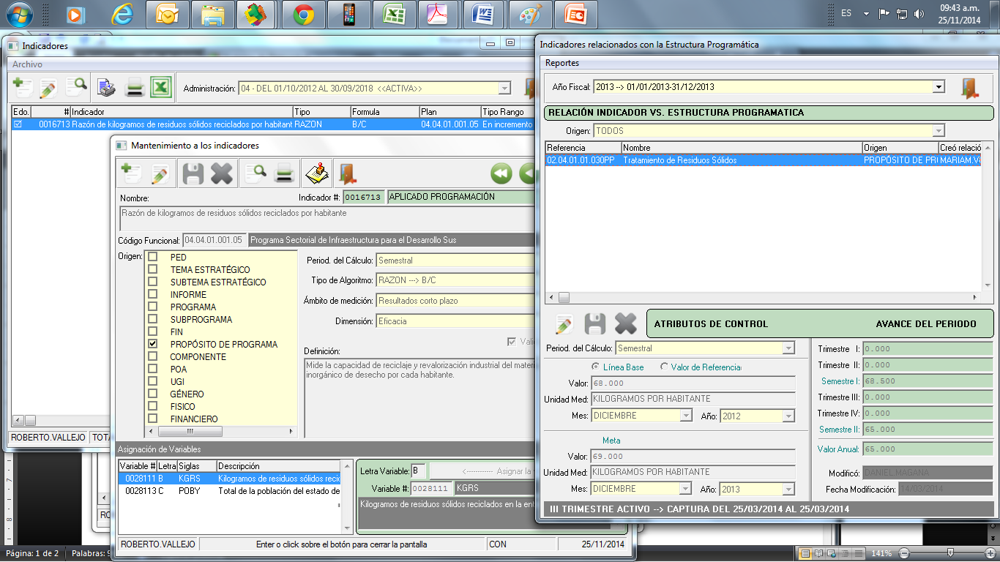 ES
09:43 a.m.
25/11/2014
Indicadores
Archivo
Administración: 04 - DEL 01/10/2012 AL 30/09/2018 <<ACTIVA>>
Edo. # Indicador Tipo Formula Plan Tipo Rango
0016713 Razón de kilogramos de residuos sólidos reciclados por habitant RAZON B/C 04.04.01.001.05 En incremento
ROBERTO.VALLEJO
Mantenimiento a los indicadores
Nombre: Indicador #: 0016713 APLICADO PROGRAMACIÓN
Razón de kilogramos de residuos sólidos reciclados por habitante
Código Funcional: 04.04.01.001.05 Programa Sectorial de Infraestructura para el Desarrollo Sus
Origen:
PED
TEMA ESTRATÉGICO
SUBTEMA ESTRATÉGICO
INFORME
PROGRAMA
SUBPROGRAMA
FIN
PROPÓSITO DE PROGRAMA
COMPONENTE
POA
UGI
GÉNERO
FISICO
FINANCIERO
Period. del Cálculo: Semestral
Tipo de Algoritmo: RAZON ---> B/C
Ámbito de medición: Resultados corto plazo
Dimensión: Eficacia
Definición:
Mide la capacidad de reciclaje y revalorización industrial del mater
inorgánico de desecho por cada habitante.
Asignación de Variables
Variable # Letra Siglas Descripción
0028111 B KGRS Kilogramos de residuos sólidos recic
0028113 C POBY Total de la población del estado de
Letra Variable: B <----------- Asignar la
Variable #: 0028111 KGRS
Kilogramos de residuos sólidos reciclados en la ent
ROBERTO.VALLEJO Enter o click sobre el botón para cerrar la pantalla CON 25/11/2014
Indicadores relacionados con la Estructura Programática
Reportes
Año Fiscal: 2013 --> 01/01/2013-31/12/2013
RELACIÓN INDICADOR VS. ESTRUCTURA PROGRAMATICA
Origen: TODOS
Referencia Nombre Origen Creó relació
02.04.01.01.030PP Tratamiento de Residuos Sólidos PROPÓSITO DE PRI MARIAM.VI
ATRIBUTOS DE CONTROL AVANCE DEL PERIODO
Period. del Cálculo: Semestral
Línea Base Valor de Referencia
Valor: 68.000
Unidad Med: KILOGRAMOS POR HABITANTE
Mes: DICIEMBRE Año: 2012
Meta
Valor: 69.000
Unidad Med: KILOGRAMOS POR HABITANTE
Mes: DICIEMBRE Año: 2013
Trimestre I: 0.000
Trimestre II: 0.000
Semestre I: 68.500
Trimestre III: 0.000
Trimestre IV: 0.000
Semestre II: 65.000
Valor Anual: 65.000
Modificó: DANIEL MAGANA
Fecha Modificación: 14/03/2014
III TRIMESTRE ACTIVO --> CAPTURA DEL 25/03/2014 AL 25/03/2014
Página: 1 de 2 Palabras: 141%